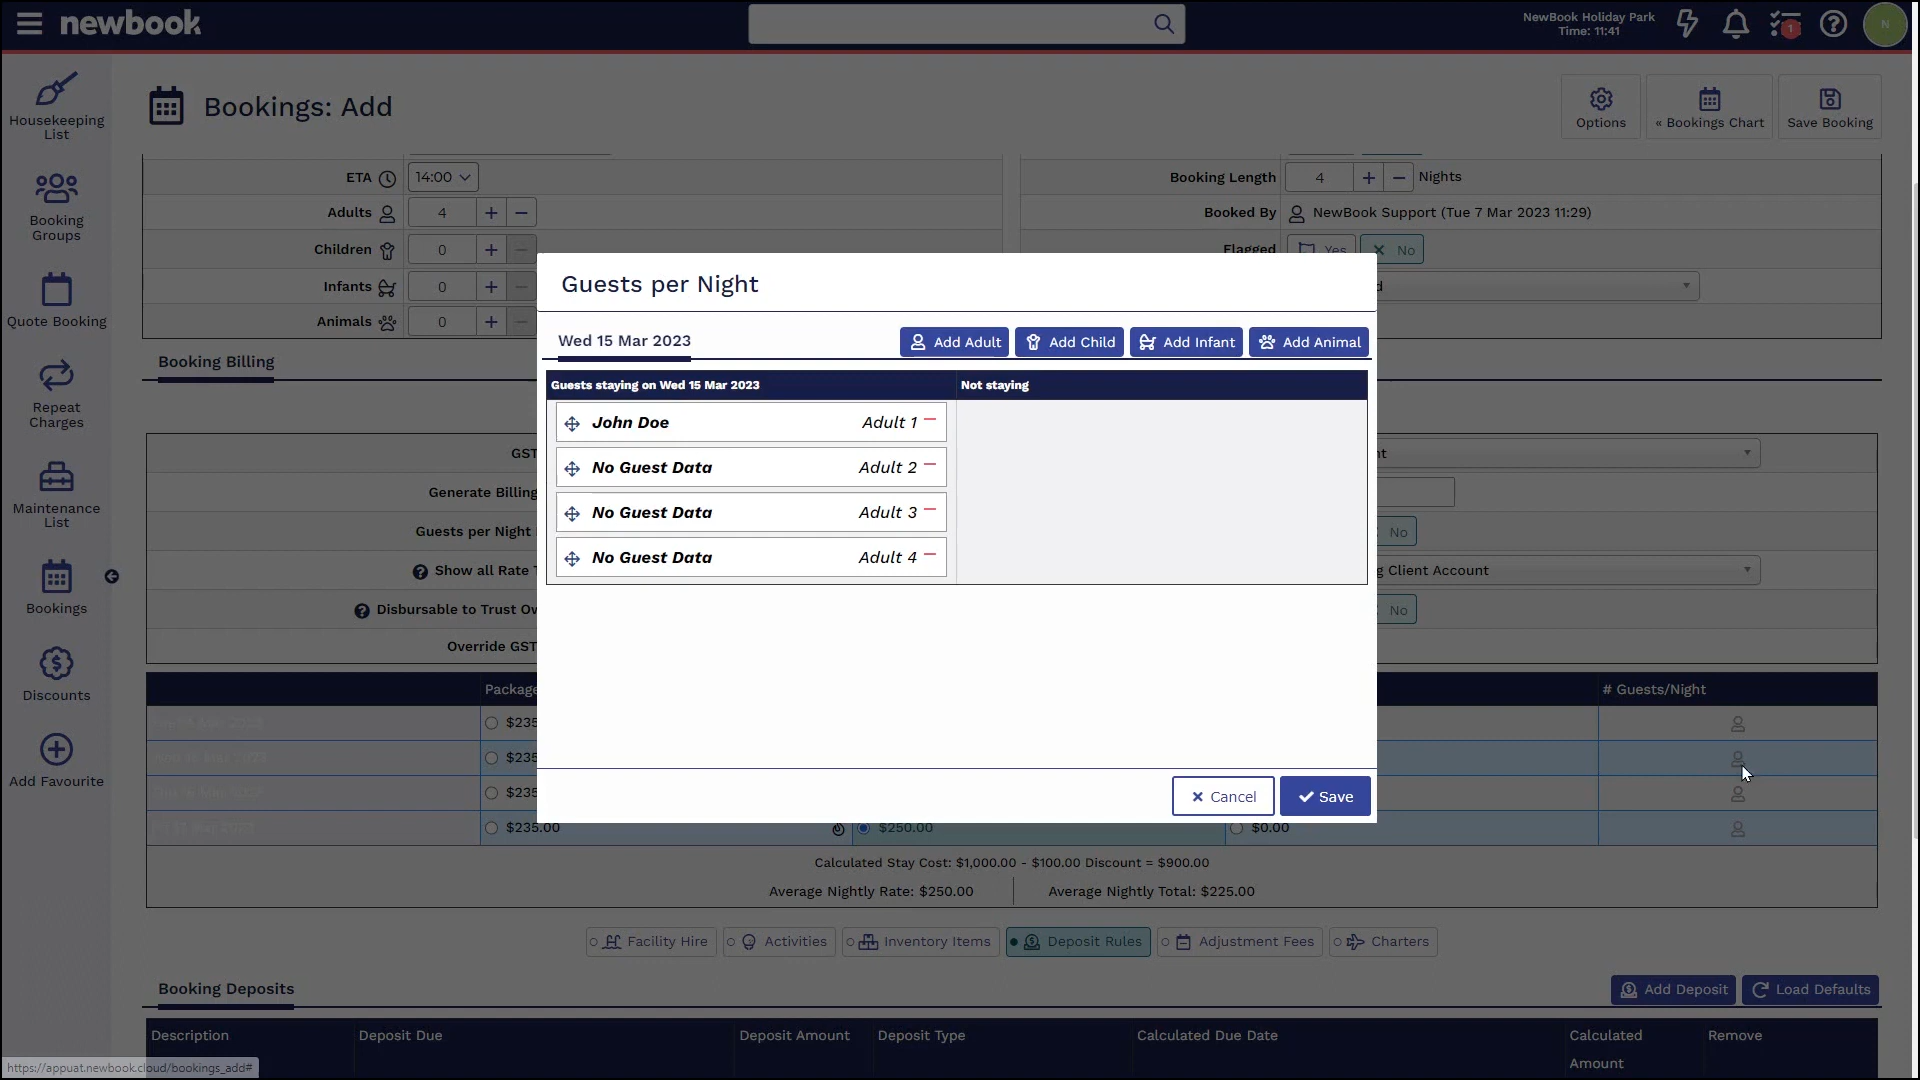 newbook
NewBook Holiday Park
Time: 11:41
1
N
Housekeeping
List
Booking
Groups
Quote Booking
Repeat
Charges
Maintenance
List
Bookings
Discounts
Add Favourite
Bookings: Add
Options
« Bookings Chart
Save Booking
ETA
14:00
Adults
4
Children
0
Infants
0
Animals
0
Booking Length
4
Nights
Booked By
NewBook Support (Tue 7 Mar 2023 11:29)
Flagged
Yes
No
Booking Billing
GST
Generate Billing
Guests per Night
No
Show all Rate
g Client Account
Disbursable to Trust
No
Override GST
Guests per Night
Wed 15 Mar 2023
Add Adult
Add Child
Add Infant
Add Animal
Guests staying on Wed 15 Mar 2023
Not staying
John Doe Adult 1
No Guest Data Adult 2
No Guest Data Adult 3
No Guest Data Adult 4
Cancel
Save
Package
# Guests/Night
$235
$235
$235
$235.00 $250.00 $0.00
Calculated Stay Cost: $1,000.00 - $100.00 Discount = $900.00
Average Nightly Rate: $250.00
Average Nightly Total: $225.00
Facility Hire
Activities
Inventory Items
Deposit Rules
Adjustment Fees
Charters
Booking Deposits
Add Deposit
Load Defaults
Description Deposit Due Deposit Amount Deposit Type Calculated Due Date Calculated Remove
Amount
https://appuat.newbook.cloud/bookings_add#